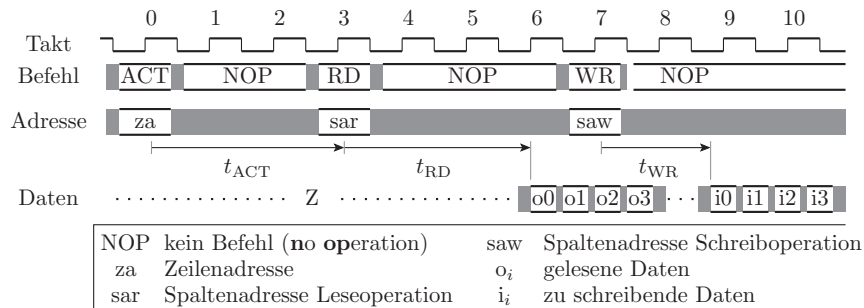 0 1 2 3 4 5 6 7 8 9 10
Takt
Befehl ACT NOP RD NOP WR NOP
Adresse za sar saw
tACT tRD tWR
Daten Z o0 o1 o2 o3 i0 i1 i2 i3
NOP kein Befehl (no operation) saw Spaltenadresse Schreiboperation
za Zeilenadresse oi gelesene Daten
sar Spaltenadresse Leseoperation ii zu schreibende Daten